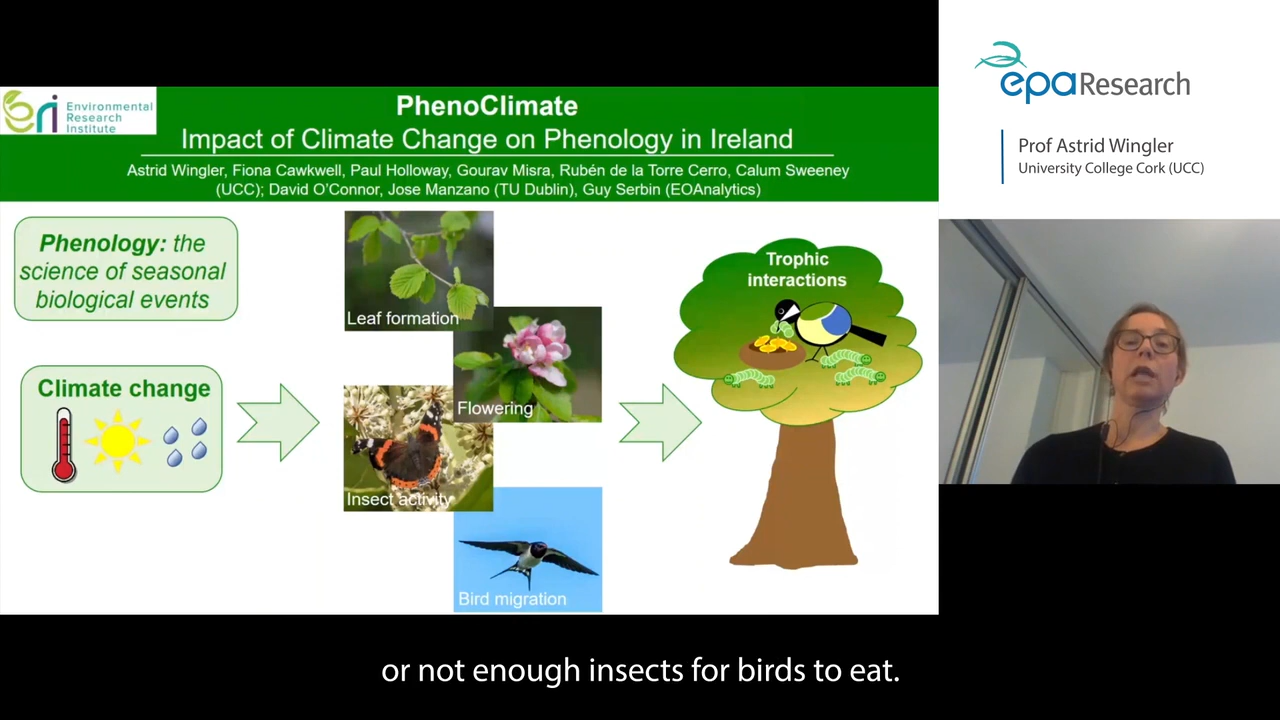 Environmental
Research
Institute
PhenoClimate
Impact of Climate Change on Phenology in Ireland
Astrid Wingler, Fiona Cawkwell, Paul Holloway, Gourav Misra, Rubén de la Torre Cerro, Calum Sweeney
(UCC); David O’Connor, Jose Manzano (TU Dublin), Guy Serbin (EOAnalytics)
Phenology: the
science of seasonal
biological events
Climate change
Leaf formation
Flowering
Insect activity
Bird migration
Trophic
interactions
epaResearch
Prof Astrid Wingler
University College Cork (UCC)
or not enough insects for birds to eat.